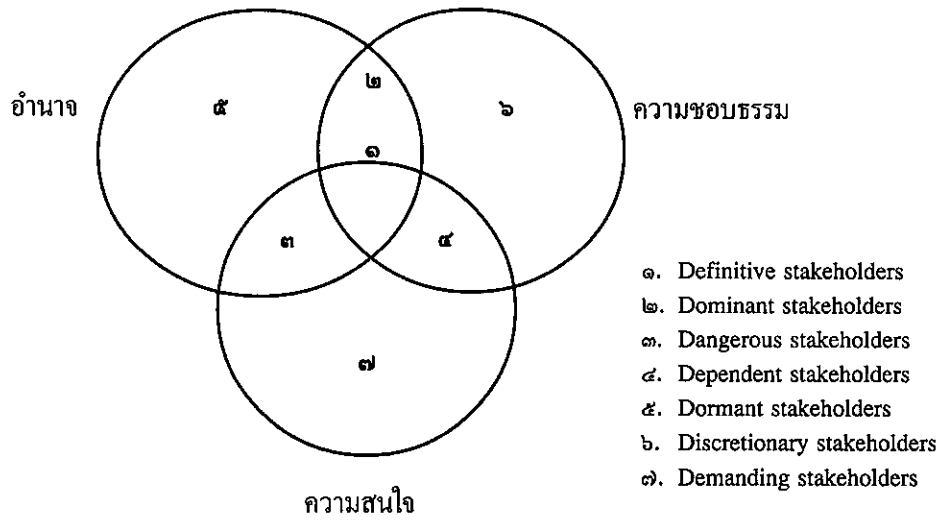 อำนาจ
๕
๒
๖
ความชอบธรรม
๑
๓
๔
๗
ความสนใจ
๑. Definitive stakeholders
๒. Dominant stakeholders
๓. Dangerous stakeholders
๔. Dependent stakeholders
๕. Dormant stakeholders
๖. Discretionary stakeholders
๗. Demanding stakeholders